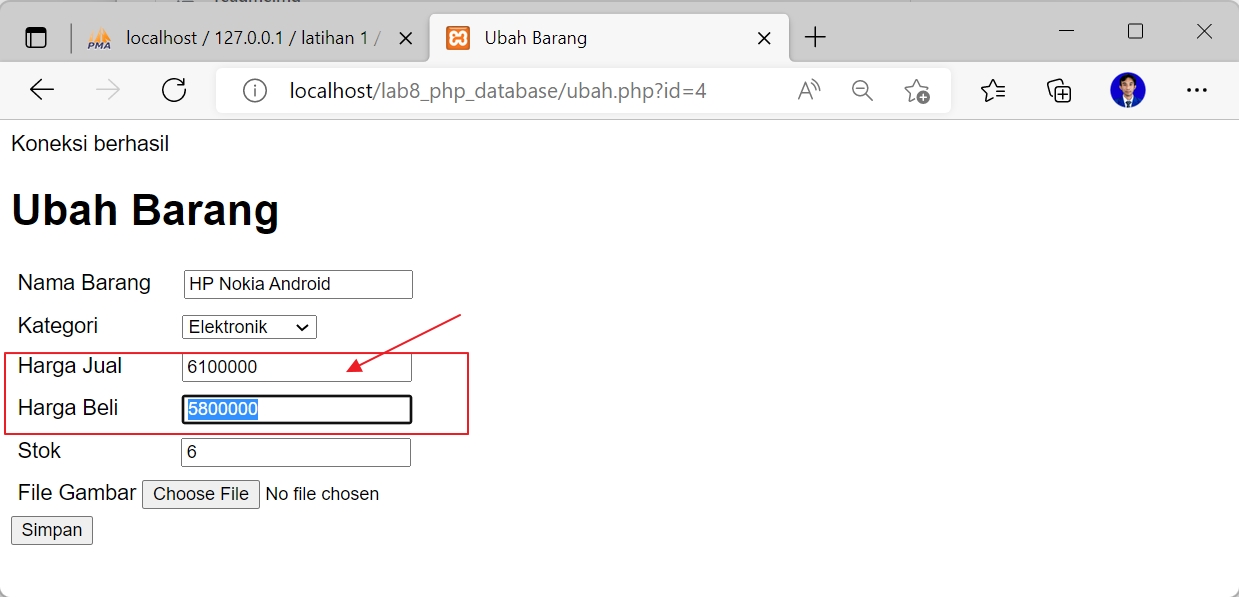 PMA localhost / 127.0.0.1 / latihan 1 / Ubah Barang
localhost/lab8_php_database/ubah.php?id=4
Koneksi berhasil
Ubah Barang
Nama Barang HP Nokia Android
Kategori Elektronik
Harga Jual 6100000
Harga Beli 5800000
Stok 6
File Gambar Choose File No file chosen
Simpan